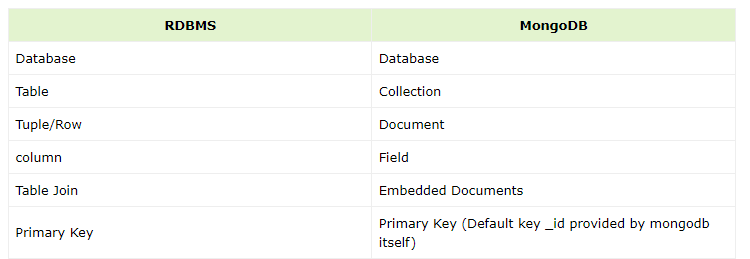 RDBMS MongoDB
Database Database
Table Collection
Tuple/Row Document
column Field
Table Join Embedded Documents
Primary Key Primary Key (Default key _id provided by mongodb
itself)